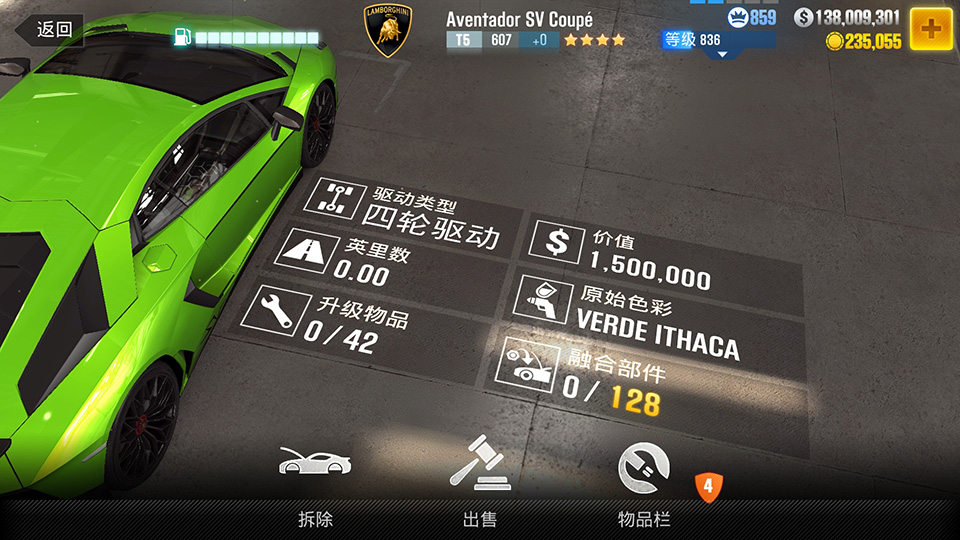 返回
LAMBORGHINI
Aventador SV Coupé
T5 607 +0
等级 836
859
138,009,301
235,055
驱动类型
四轮驱动
英里数
0.00
升级物品
0/42
价值
1,500,000
原始色彩
VERDE ITHACA
融合部件
0/128
拆除
出售
物品栏
4